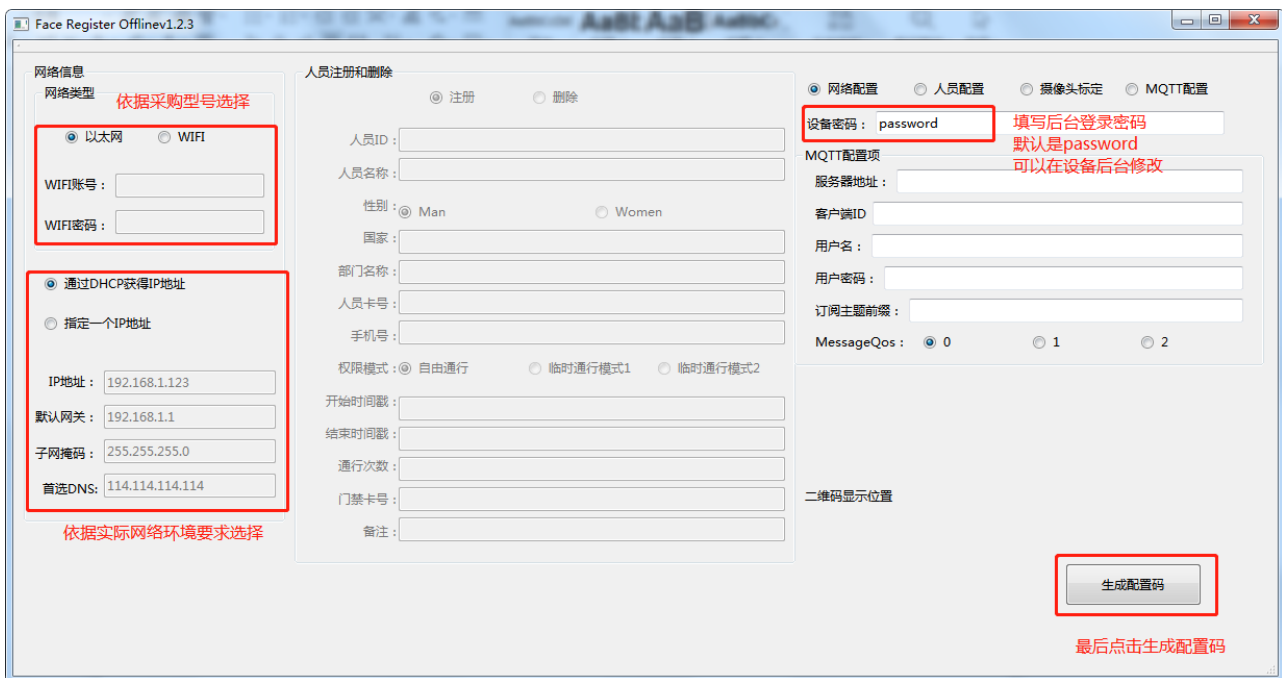 Face Register Offlinev1.2.3
网络信息
网络类型
依据采购型号选择
以太网 WIFI
WIFI账号：
WIFI密码：
通过DHCP获得IP地址
指定一个IP地址
IP地址： 192.168.1.123
默认网关： 192.168.1.1
子网掩码： 255.255.255.0
首选DNS: 114.114.114.114
依据实际网络环境要求选择
人员注册和删除
注册 删除
人员ID：
人员名称：
性别： Man Women
国家：
部门名称：
人员卡号：
手机号：
权限模式： 自由通行 临时通行模式1 临时通行模式2
开始时间戳：
结束时间戳：
通行次数：
门禁卡号：
备注：
网络配置 人员配置 摄像头标定 MQTT配置
设备密码： password
填写后台登录密码
默认是password
可以在设备后台修改
MQTT配置项
服务器地址：
客户端ID
用户名：
用户密码：
订阅主题前缀：
MessageQos： 0 1 2
二维码显示位置
生成配置码
最后点击生成配置码